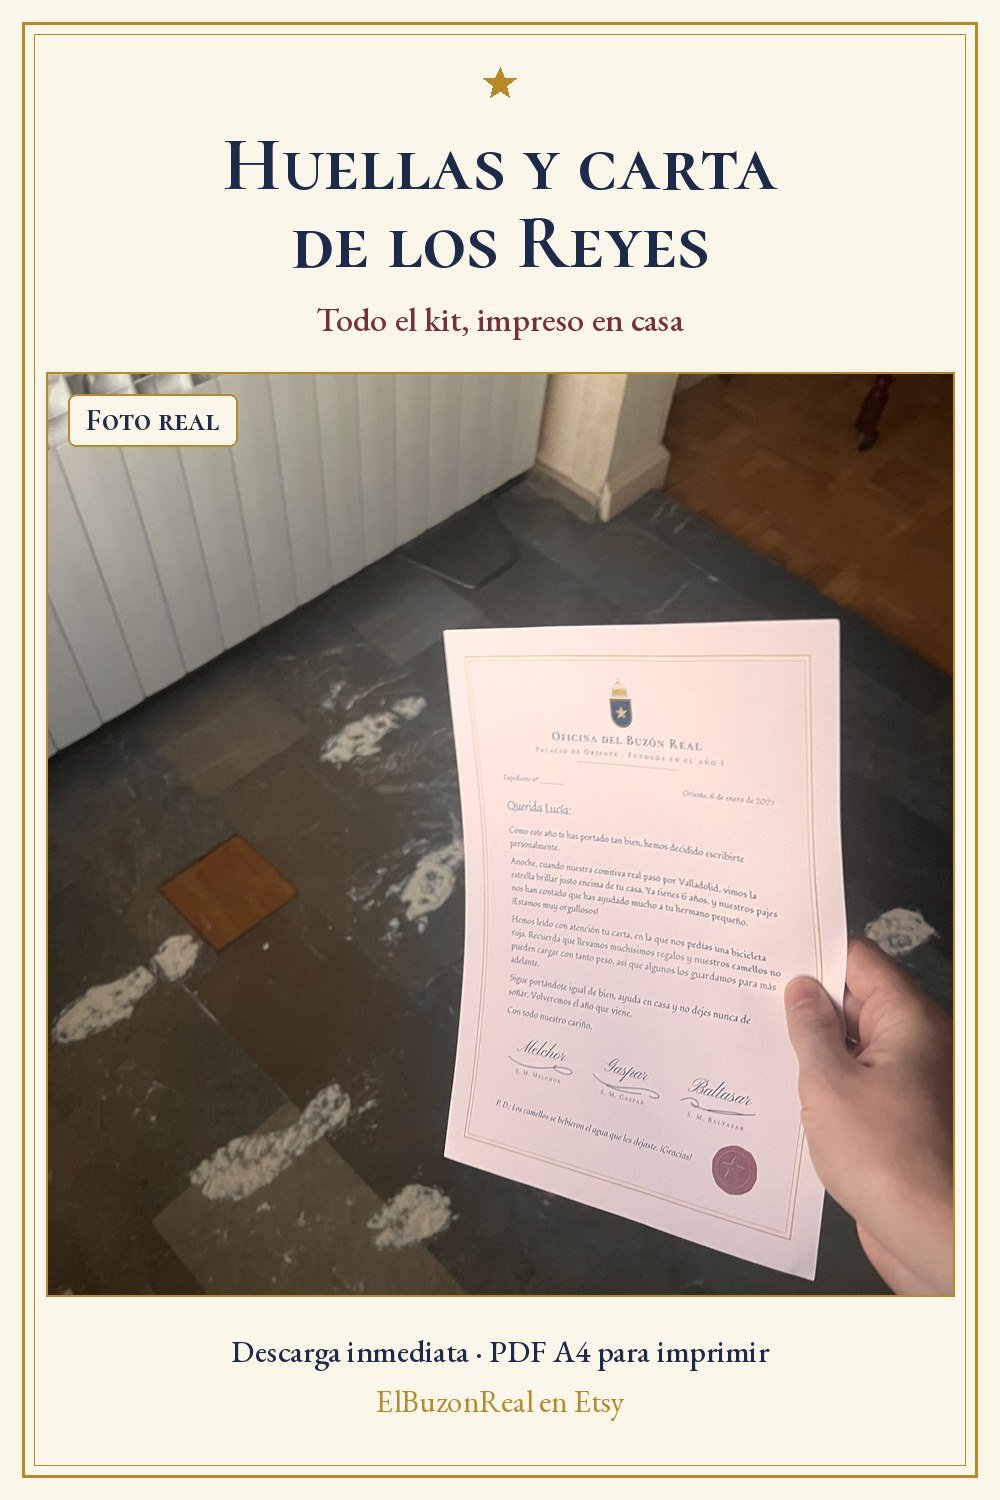 Huellas y carta
de los Reyes
Todo el kit, impreso en casa
Foto real
Oficina del Buzón Real
Palacio de Oriente · Fundada en el año 1
Expediente nº
Oriente, 6 de enero de 2025
Querida Lucía:
Como este año te has portado tan bien, hemos decidido escribirte
personalmente.
Anoche, cuando nuestra comitiva real pasó por Valladolid, vimos la
estrella brillar justo encima de tu casa. Ya tienes 6 años, y nuestros pajes
nos han contado que has ayudado mucho a tu hermano pequeño.
¡Estamos muy orgullosos!
Hemos leído con atención tu carta, en la que nos pedías una bicicleta
roja. Recuerda que llevamos muchísimos regalos y nuestros camellos no
pueden cargar con tanto peso, así que algunos los guardamos para más
adelante.
Sigue portándote igual de bien, ayuda en casa y no dejes nunca de
soñar. Volveremos el año que viene.
Con todo nuestro cariño,
Melchor Gaspar Baltasar
S. M. Melchor S. M. Gaspar S. M. Baltasar
P. D.: Los camellos se bebieron el agua que les dejaste. ¡Gracias!
Descarga inmediata · PDF A4 para imprimir
ElBuzonReal en Etsy